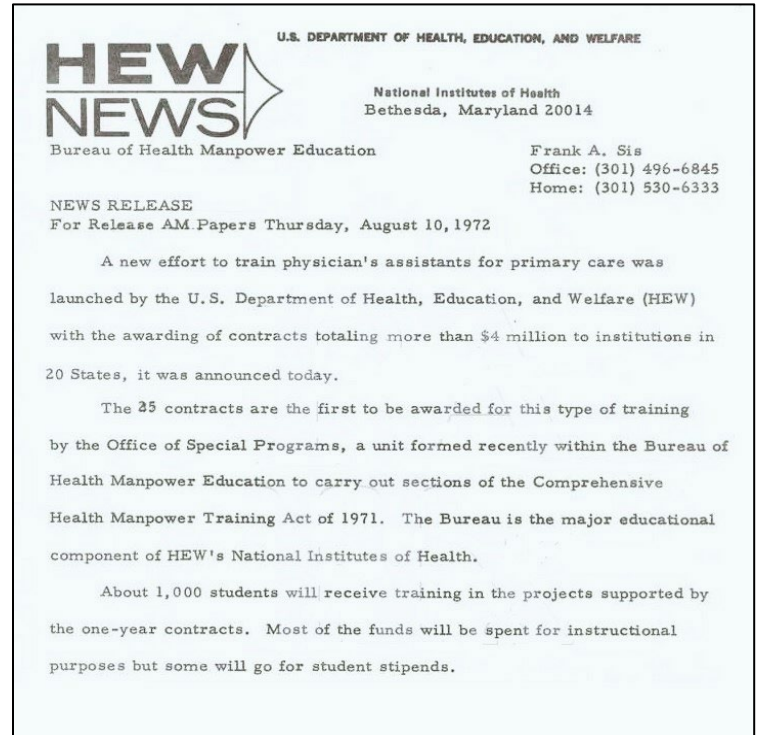 U.S. DEPARTMENT OF HEALTH, EDUCATION, AND WELFARE
HEW
NEWS
National Institutes of Health
Bethesda, Maryland 20014
Bureau of Health Manpower Education
Frank A. Sis
Office: (301) 496-6845
Home: (301) 530-6333
NEWS RELEASE
For Release AM Papers Thursday, August 10, 1972
A new effort to train physician's assistants for primary care was
launched by the U.S. Department of Health, Education, and Welfare (HEW)
with the awarding of contracts totaling more than $4 million to institutions in
20 States, it was announced today.
The 25 contracts are the first to be awarded for this type of training
by the Office of Special Programs, a unit formed recently within the Bureau of
Health Manpower Education to carry out sections of the Comprehensive
Health Manpower Training Act of 1971. The Bureau is the major educational
component of HEW's National Institutes of Health.
About 1,000 students will receive training in the projects supported by
the one-year contracts. Most of the funds will be spent for instructional
purposes but some will go for student stipends.